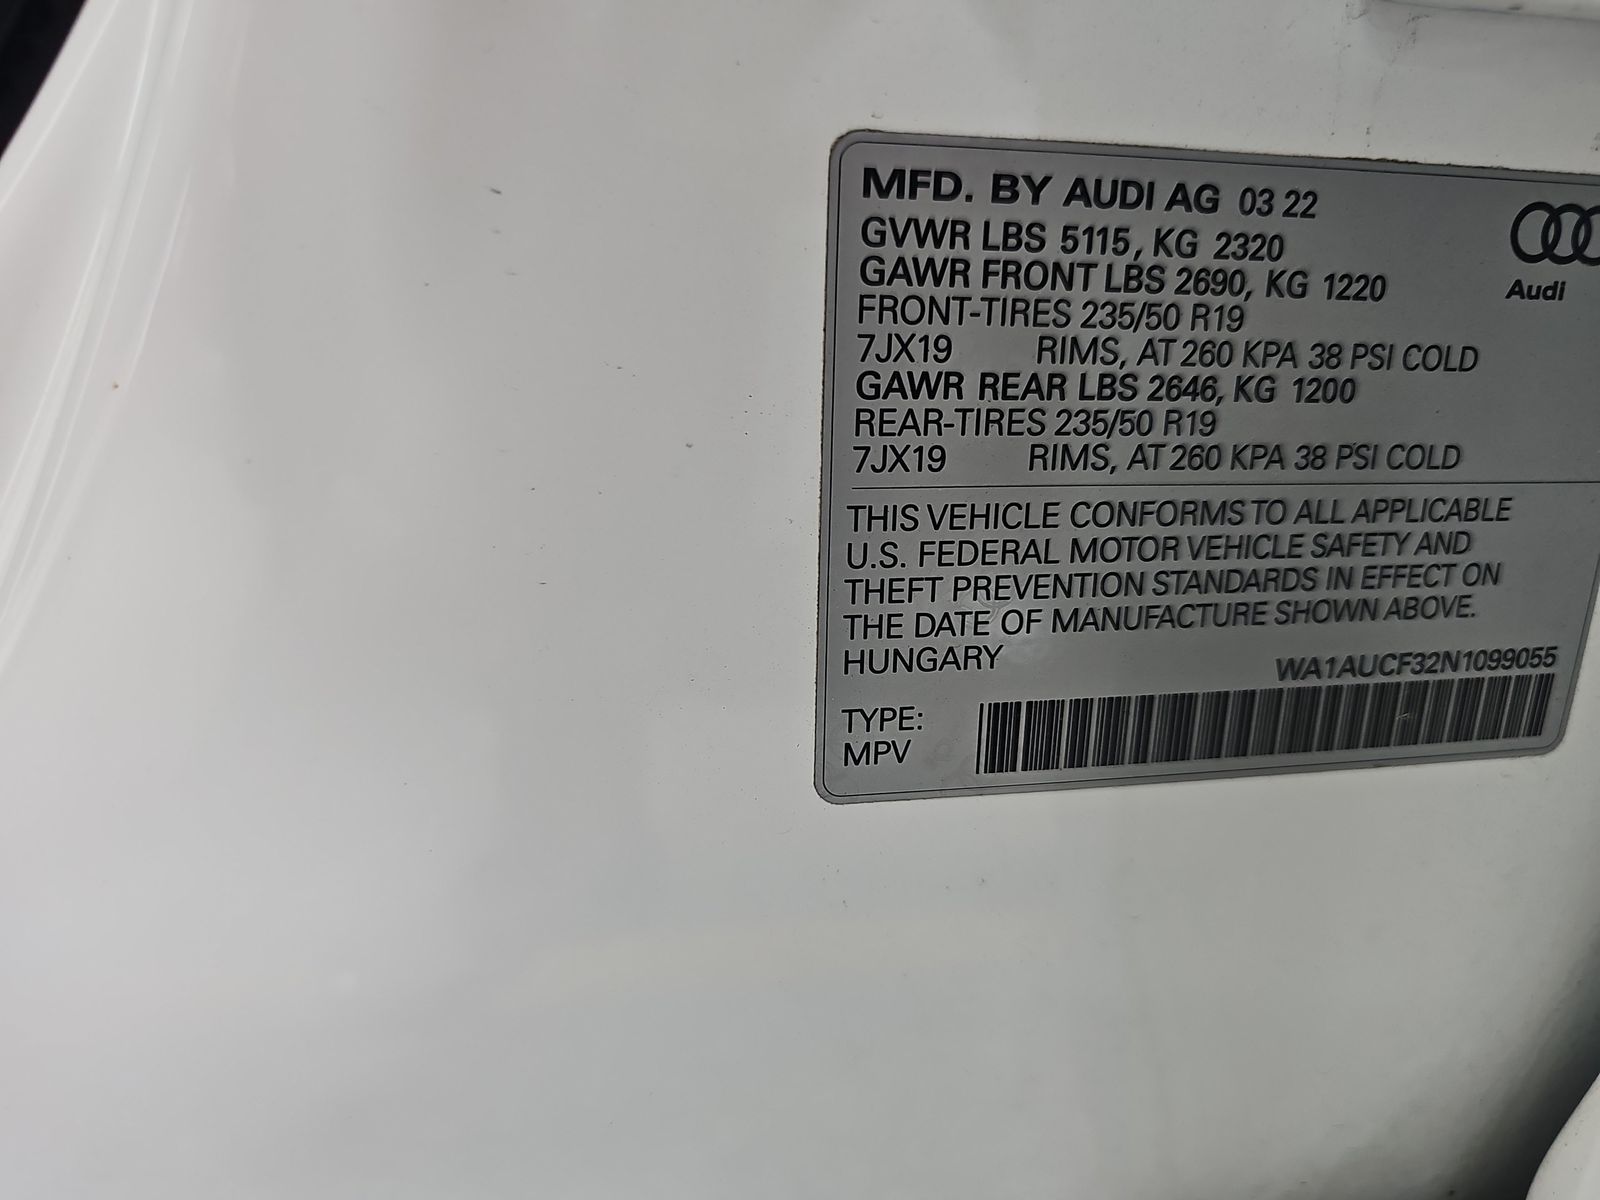 MFD. BY AUDI AG 03 22
GVWR LBS 5115, KG 2320
GAWR FRONT LBS 2690, KG 1220
FRONT-TIRES 235/50 R19
7JX19 RIMS, AT 260 KPA 38 PSI COLD
GAWR REAR LBS 2646, KG 1200
REAR-TIRES 235/50 R19
7JX19 RIMS, AT 260 KPA 38 PSI COLD
Audi
THIS VEHICLE CONFORMS TO ALL APPLICABLE
U.S. FEDERAL MOTOR VEHICLE SAFETY AND
THEFT PREVENTION STANDARDS IN EFFECT ON
THE DATE OF MANUFACTURE SHOWN ABOVE.
HUNGARY WA1AUCF32N1099055
TYPE:
MPV